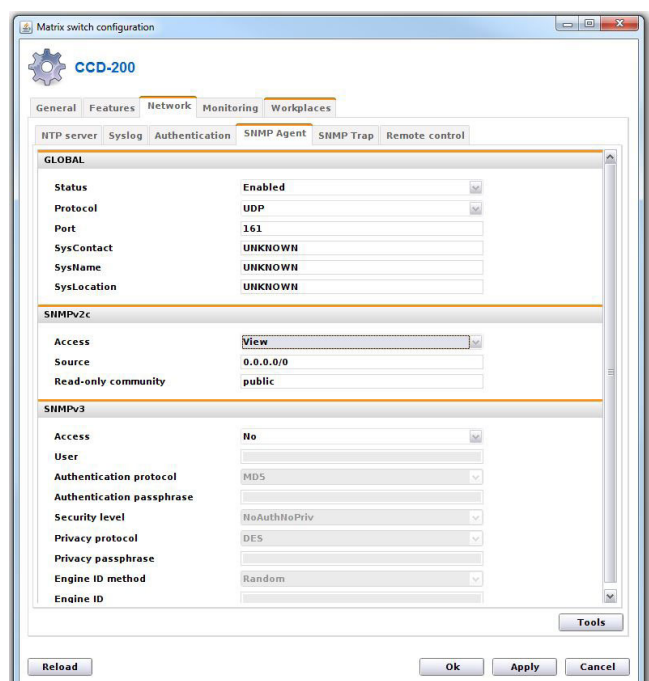 Matrix switch configuration
CCD-200
General Features Network Monitoring Workplaces
NTP server Syslog Authentication SNMP Agent SNMP Trap Remote control
GLOBAL
Status Enabled
Protocol UDP
Port 161
SysContact UNKNOWN
SysName UNKNOWN
SysLocation UNKNOWN
SNMPv2c
Access View
Source 0.0.0.0/0
Read-only community public
SNMPv3
Access No
User
Authentication protocol MD5
Authentication passphrase
Security level NoAuthNoPriv
Privacy protocol DES
Privacy passphrase
Engine ID method Random
Engine ID
Tools
Reload Ok Apply Cancel